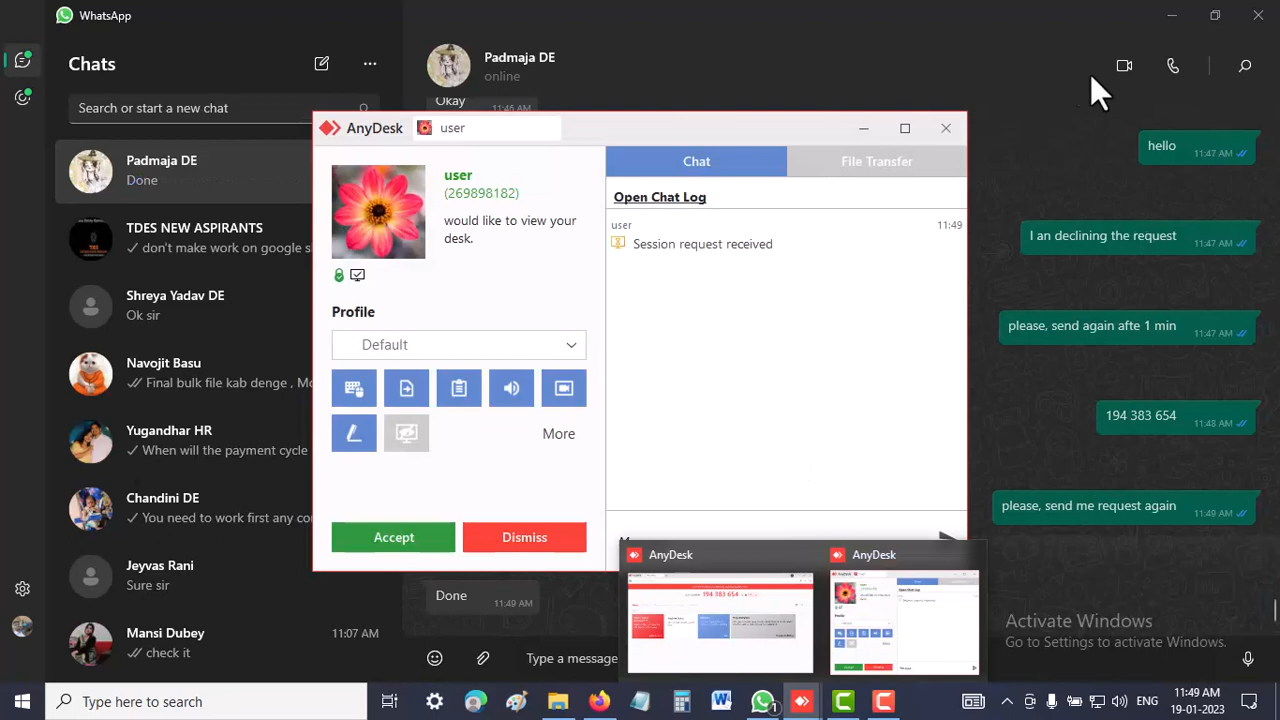 WhatsApp
Chats
Search or start a new chat
Padmaja DE
Done
TDES NEW ASPIRANTS
don't make work on google s
Shreya Yadav DE
Ok sir
Navojit Basu
Final bulk file kab denge , Mo
Yugandhar HR
When will the payment cycle
Chandini DE
You need to work first any co
Jeyvas Rani
Sure sir
Mansi Dubey
11:07 AM
Padmaja DE
online
Okay
11:46 AM
hello
11:47 AM
I an declining the request
11:47 AM
please, send again afte 1 min
11:47 AM
194 383 654
11:48 AM
please, send me request again
11:49 AM
Done
11:49 AM
Type a message
AnyDesk
user
user
(269898182)
would like to view your
desk.
Profile
Default
More
Accept
Dismiss
Chat
File Transfer
Open Chat Log
user
11:49
Session request received
AnyDesk
194 383 654
AnyDesk
Activate Windows
Go to Settings to activate Windows.
Type here to search
1
ENG
11:49 AM
19-01-2023